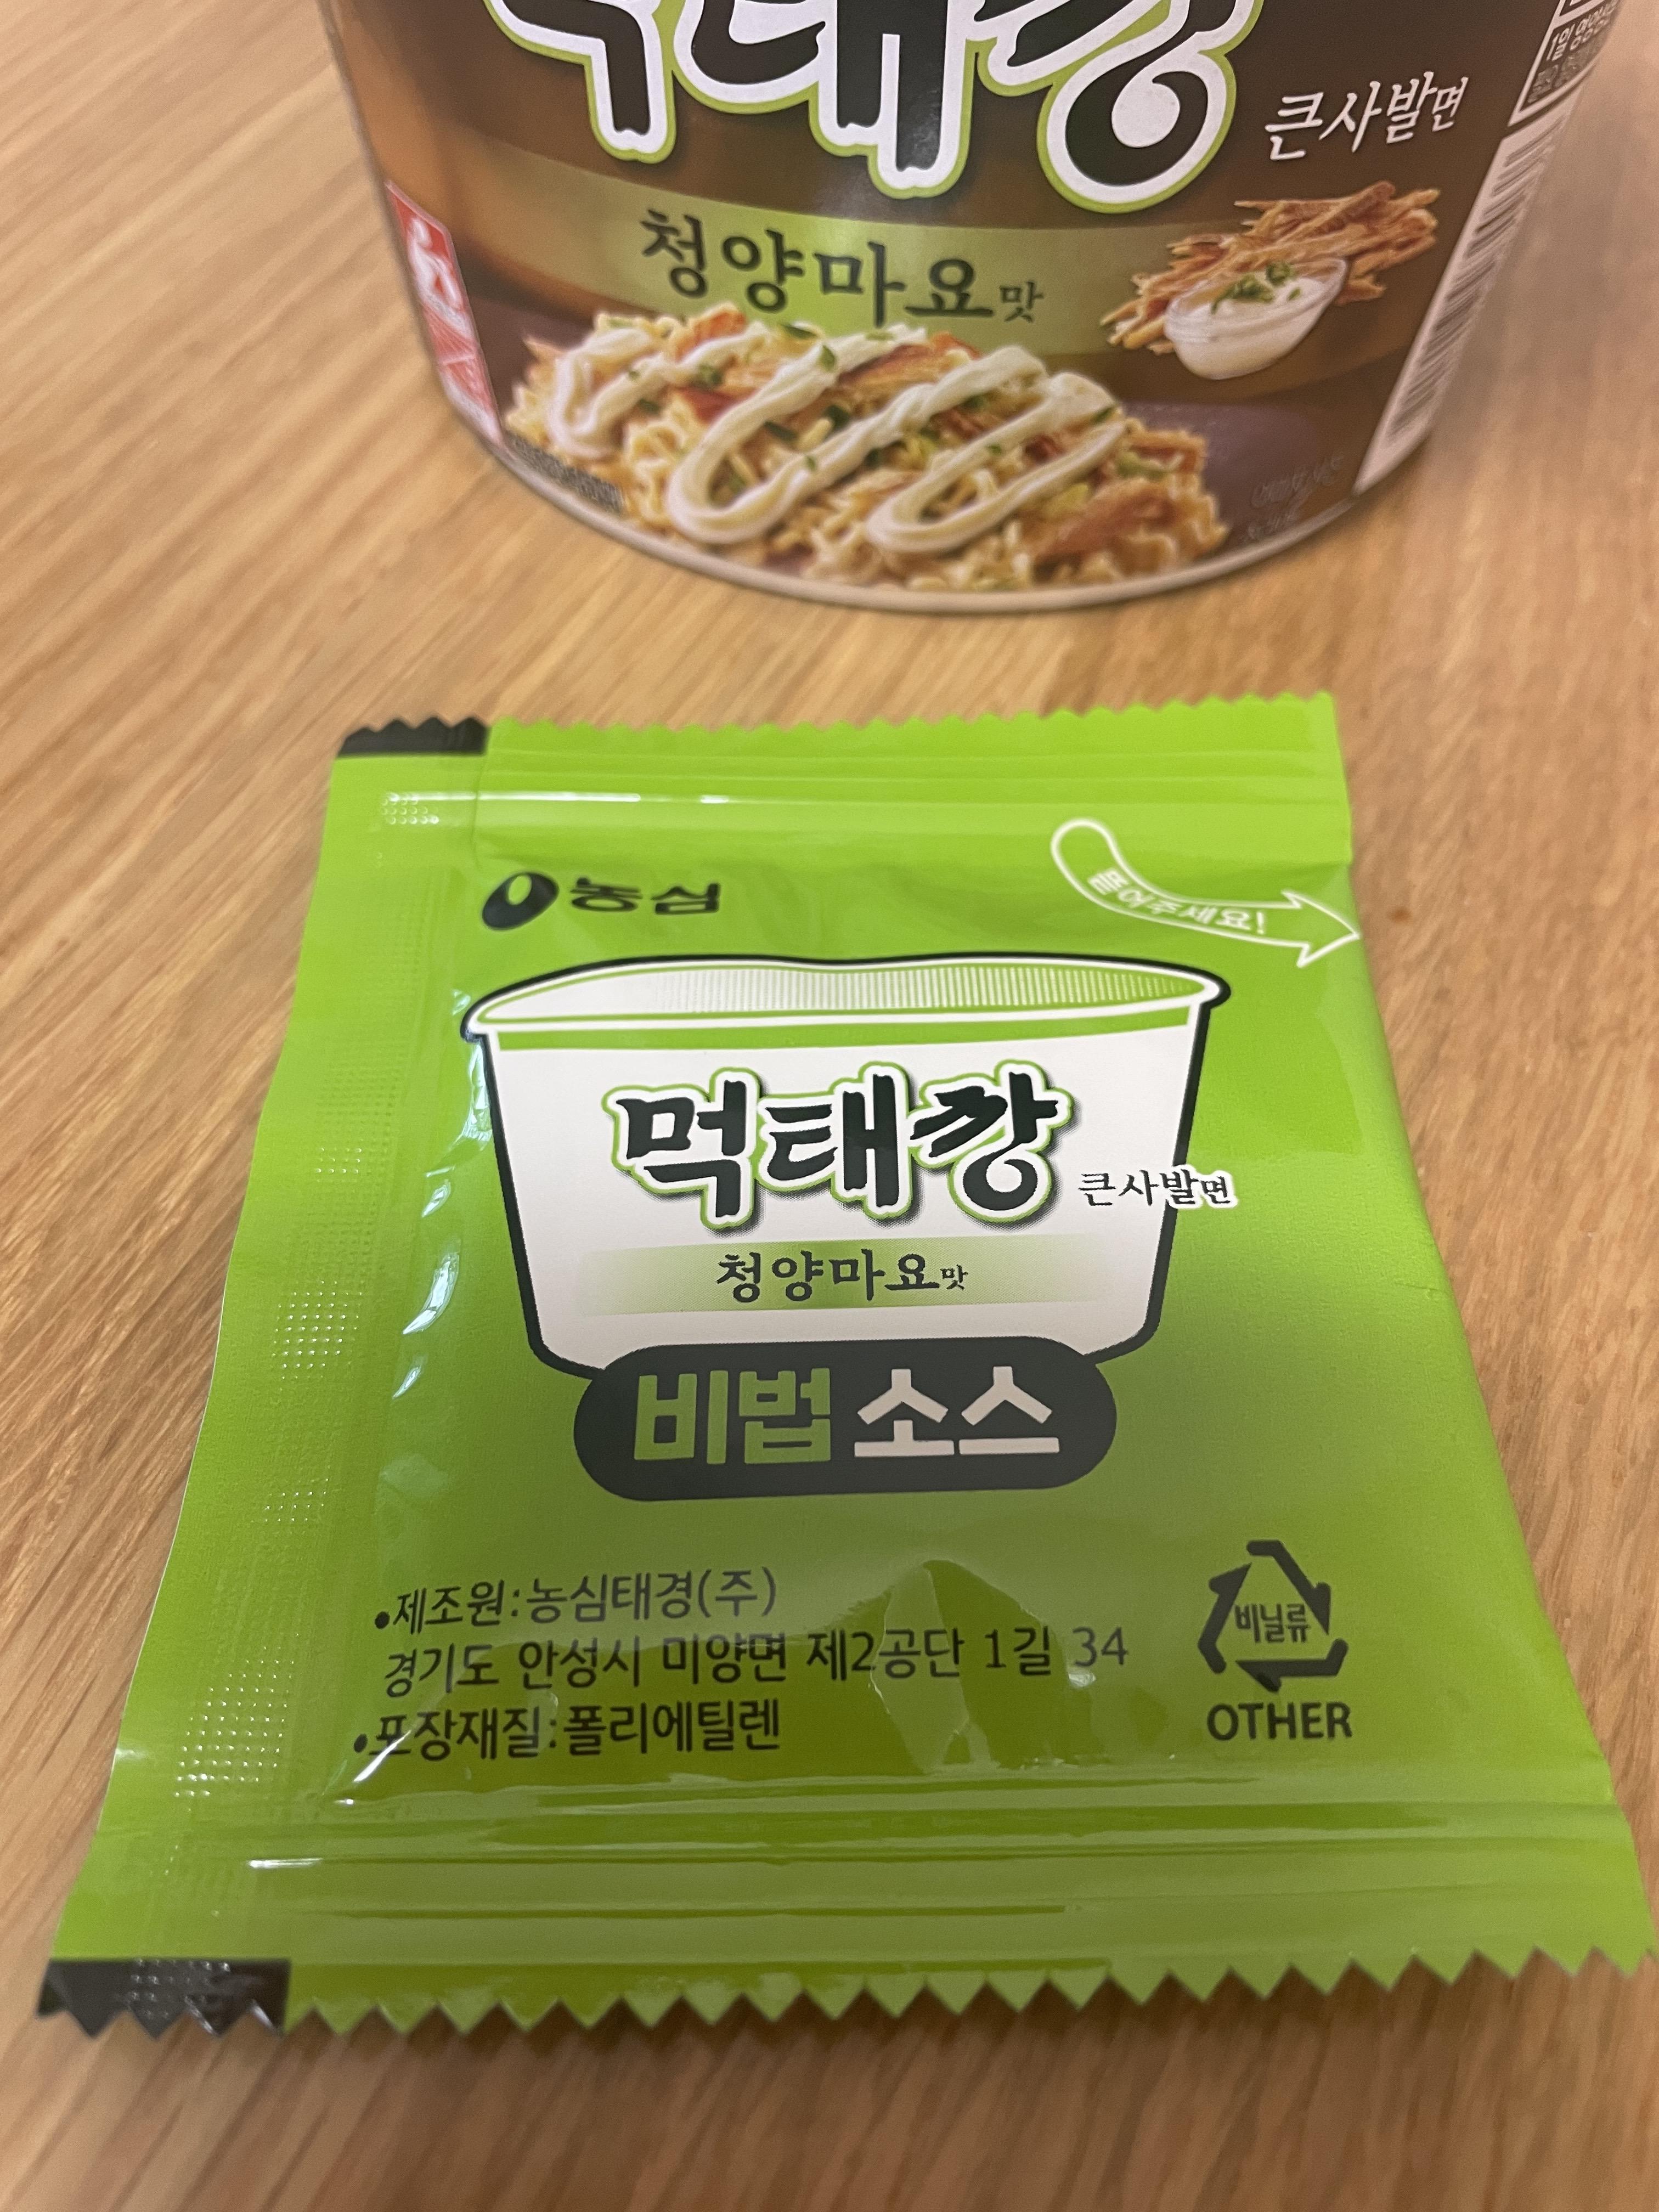 먹태깡
큰사발면
청양마요맛
농심
뜯어주세요!
먹태깡
큰사발면
청양마요맛
비법소스
•제조원:농심태경(주)
경기도 안성시 미양면 제2공단 1길 34
•포장재질:폴리에틸렌
비닐류
OTHER